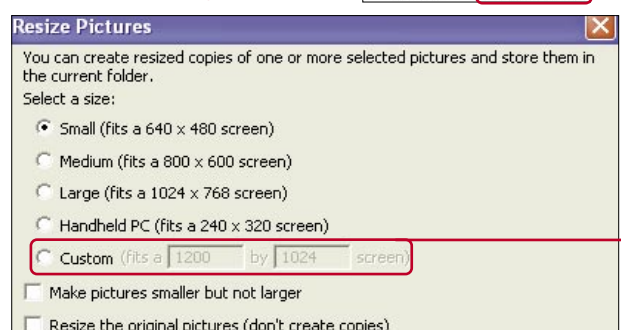 Resize Pictures
You can create resized copies of one or more selected pictures and store them in
the current folder.
Select a size:
Small (fits a 640 x 480 screen)
Medium (fits a 800 x 600 screen)
Large (fits a 1024 x 768 screen)
Handheld PC (fits a 240 x 320 screen)
Custom (fits a 1200 by 1024 screen)
Make pictures smaller but not larger
Resize the original pictures (don't create copies)